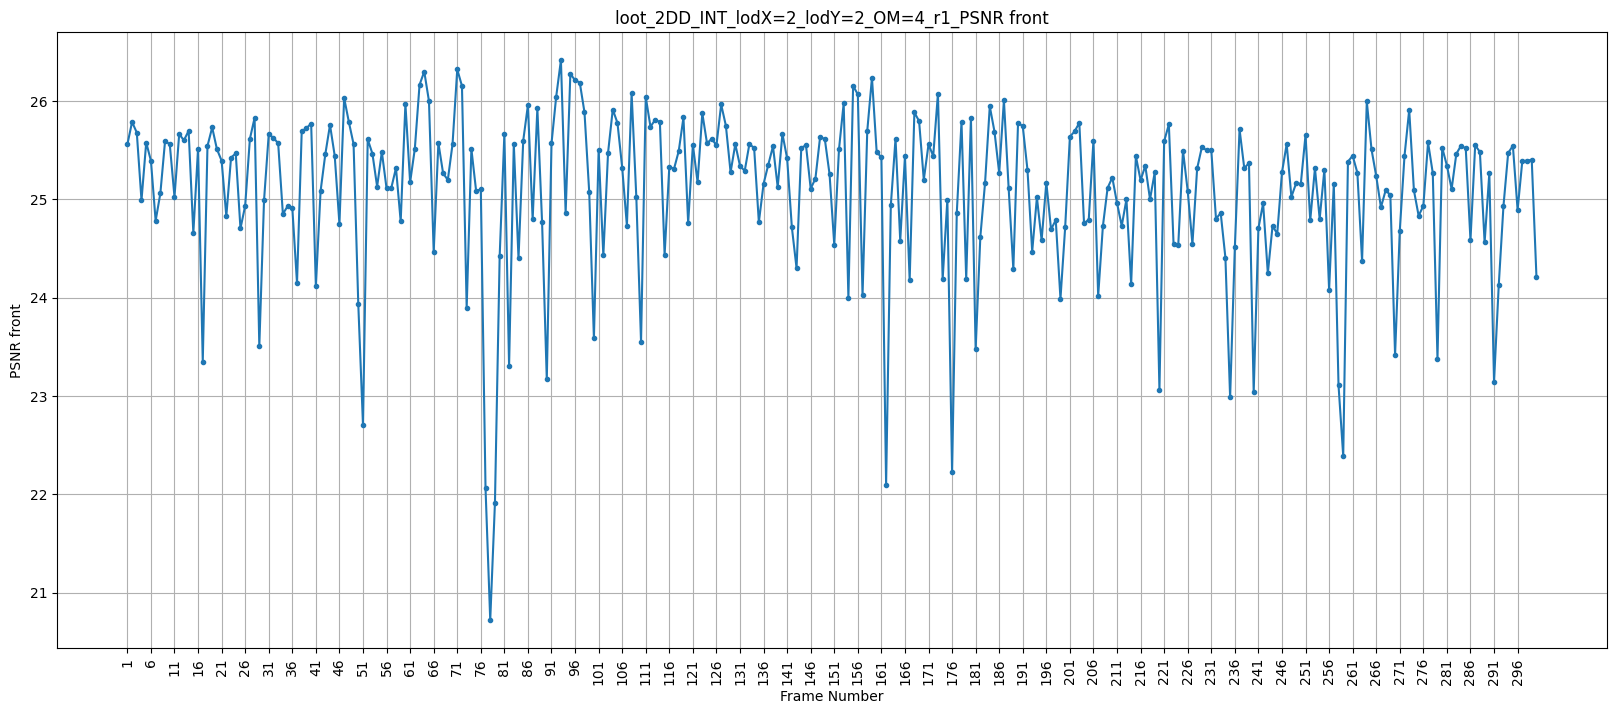 loot_2DD_INT_lodX=2_lodY=2_OM=4_r1_PSNR front
PSNR front
26
25
24
23
22
21
1 6 11 16 21 26 31 36 41 46 51 56 61 66 71 76 81 86 91 96 101 106 111 116 121 126 131 136 141 146 151 156 161 166 171 176 181 186 191 196 201 206 211 216 221 226 231 236 241 246 251 256 261 266 271 276 281 286 291 296
Frame Number